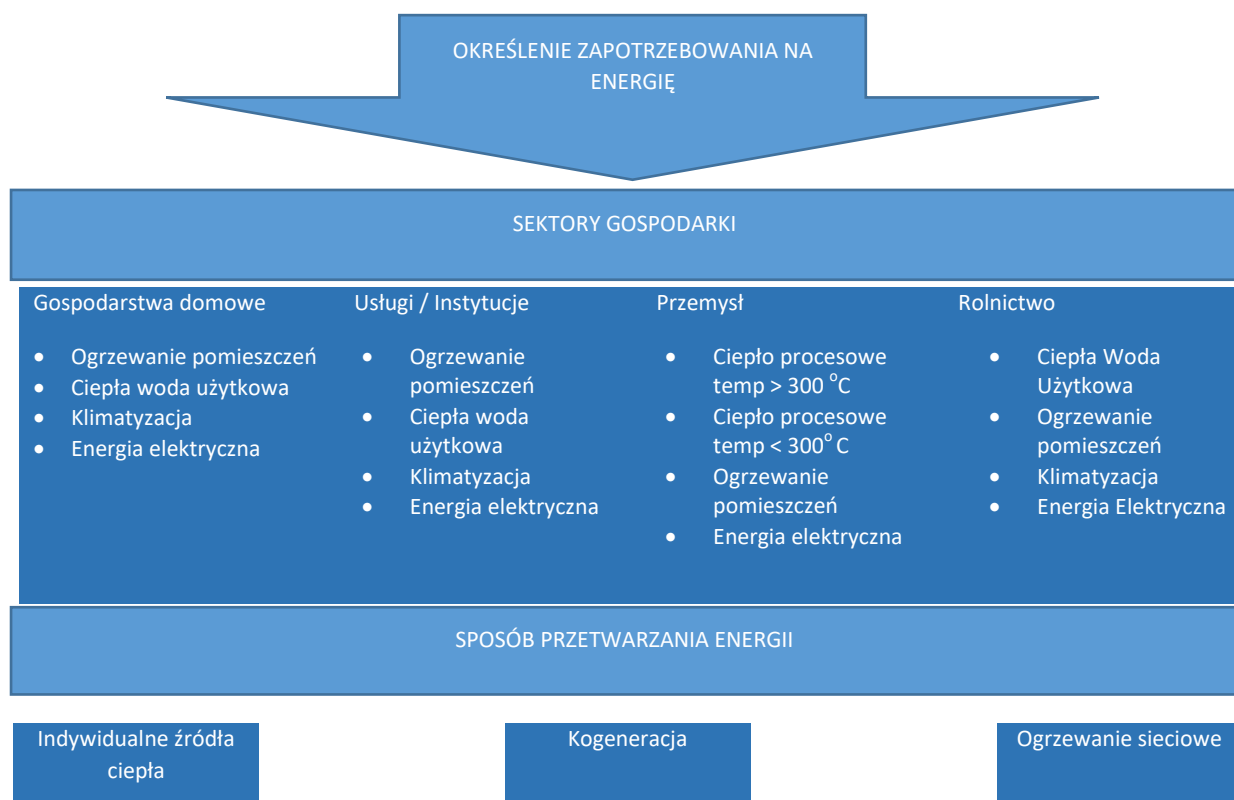 OKREŚLENIE ZAPOTRZEBOWANIA NA
ENERGIĘ
SEKTORY GOSPODARKI
Gospodarstwa domowe
• Ogrzewanie pomieszczeń
• Ciepła woda użytkowa
• Klimatyzacja
• Energia elektryczna
Usługi / Instytucje
• Ogrzewanie
pomieszczeń
• Ciepła woda
użytkowa
• Klimatyzacja
• Energia elektryczna
Przemysł
• Ciepło procesowe
temp > 300 °C
• Ciepło procesowe
temp < 300° C
• Ogrzewanie
pomieszczeń
• Energia elektryczna
Rolnictwo
• Ciepła Woda
Użytkowa
• Ogrzewanie
pomieszczeń
• Klimatyzacja
• Energia Elektryczna
SPOSÓB PRZETWARZANIA ENERGII
Indywidualne źródła
ciepła
Kogeneracja
Ogrzewanie sieciowe